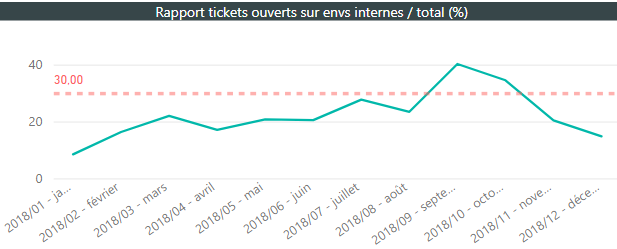 Rapport tickets ouverts sur envs internes / total (%)
40
30.00
20
0
2018/01 - ja...
2018/02 - février
2018/03 - mars
2018/04 - avril
2018/05 - mai
2018/06 - juin
2018/07 - juillet
2018/08 - août
2018/09 - septe...
2018/10 - octo...
2018/11 - nove...
2018/12 - déce...